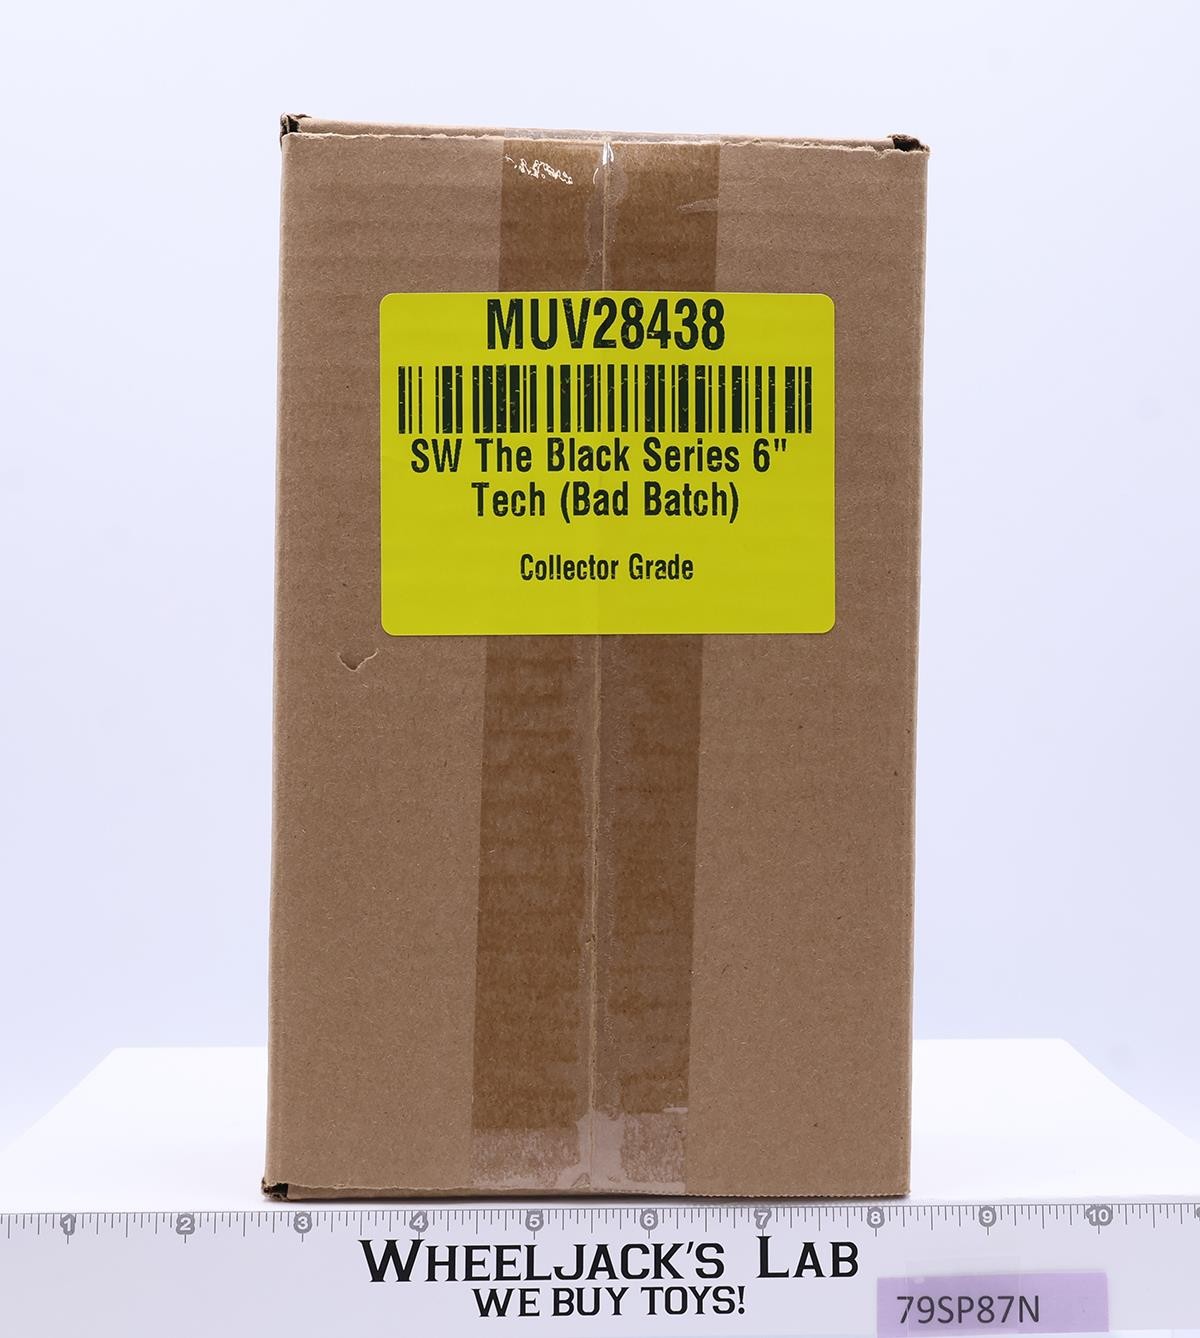 MUV28438
SW The Black Series 6"
Tech (Bad Batch)
Collector Grade
1 2 3 4 5 6 7 8 9 10
WHEELJACK'S LAB
WE BUY TOYS!
79SP87N